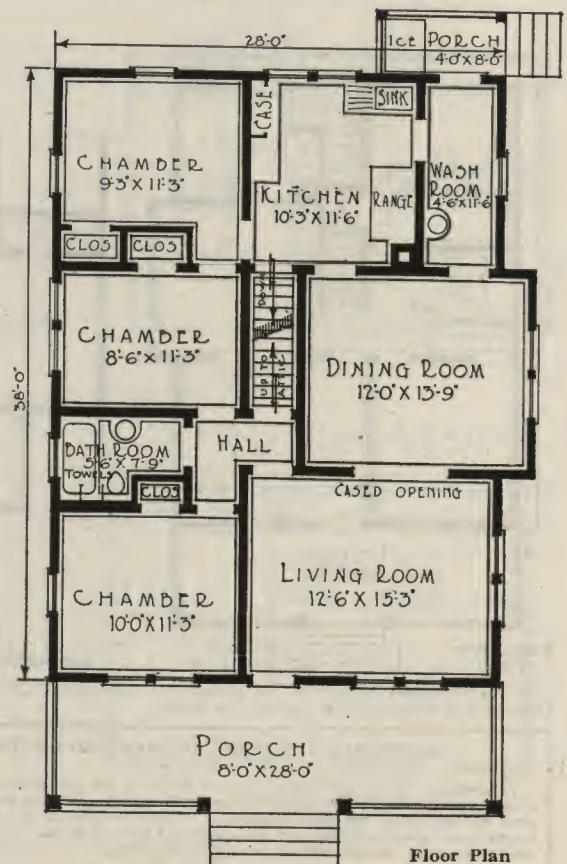 28'-0"
ICE PORCH
4'-0"X8'-0"
CASE
SINK
CHAMBER
9'-3"X11'-3"
KITCHEN
10'-3"X11'-6"
RANGE
WASH
ROOM
4'-6"X11'-6
CLOS
CLOS
DOWN
CHAMBER
8'-6"X11'-3"
UP TO
ATTIC
DINING ROOM
12'-0"X13'-9"
38'-0"
HALL
BATH ROOM
5'-6"X7'-9"
TOWELS
CLOS
CASED OPENING
LIVING ROOM
12'-6"X15'-3"
CHAMBER
10'-0"X11'-3"
PORCH
8'-0"X28'-0"
Floor Plan